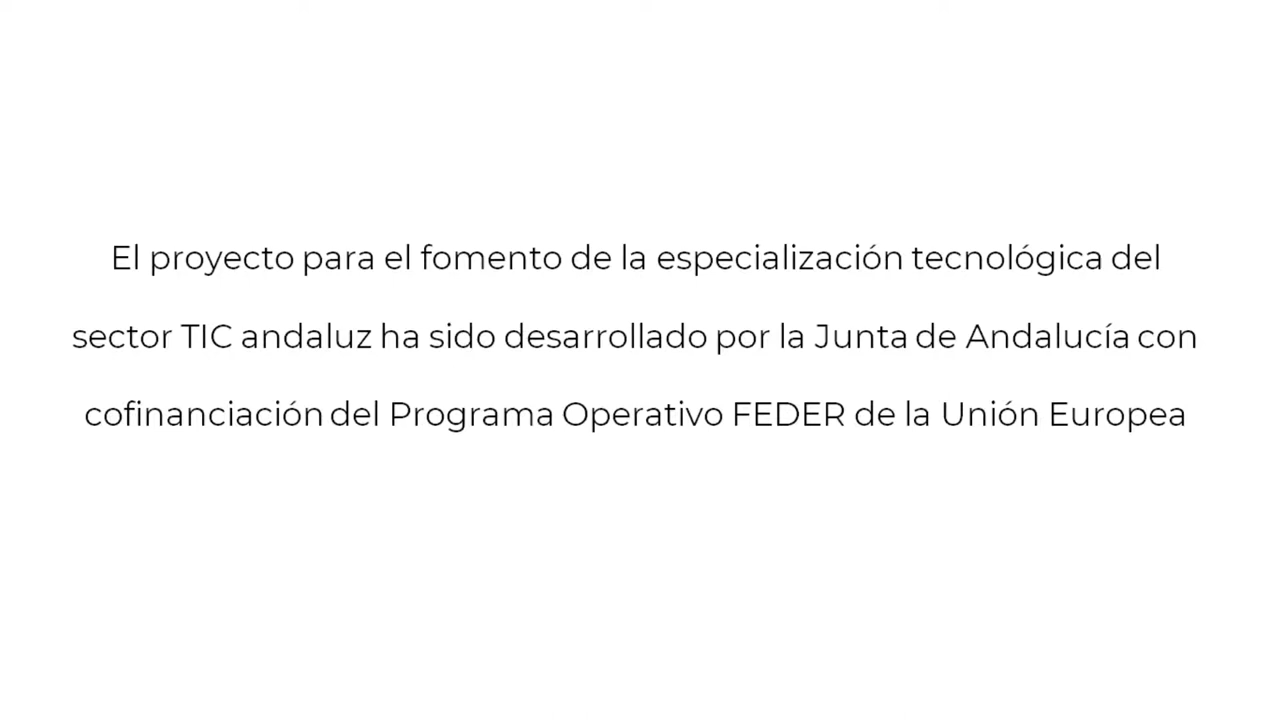 El proyecto para el fomento de la especialización tecnológica del
sector TIC andaluz ha sido desarrollado por la Junta de Andalucía con
cofinanciación del Programa Operativo FEDER de la Unión Europea